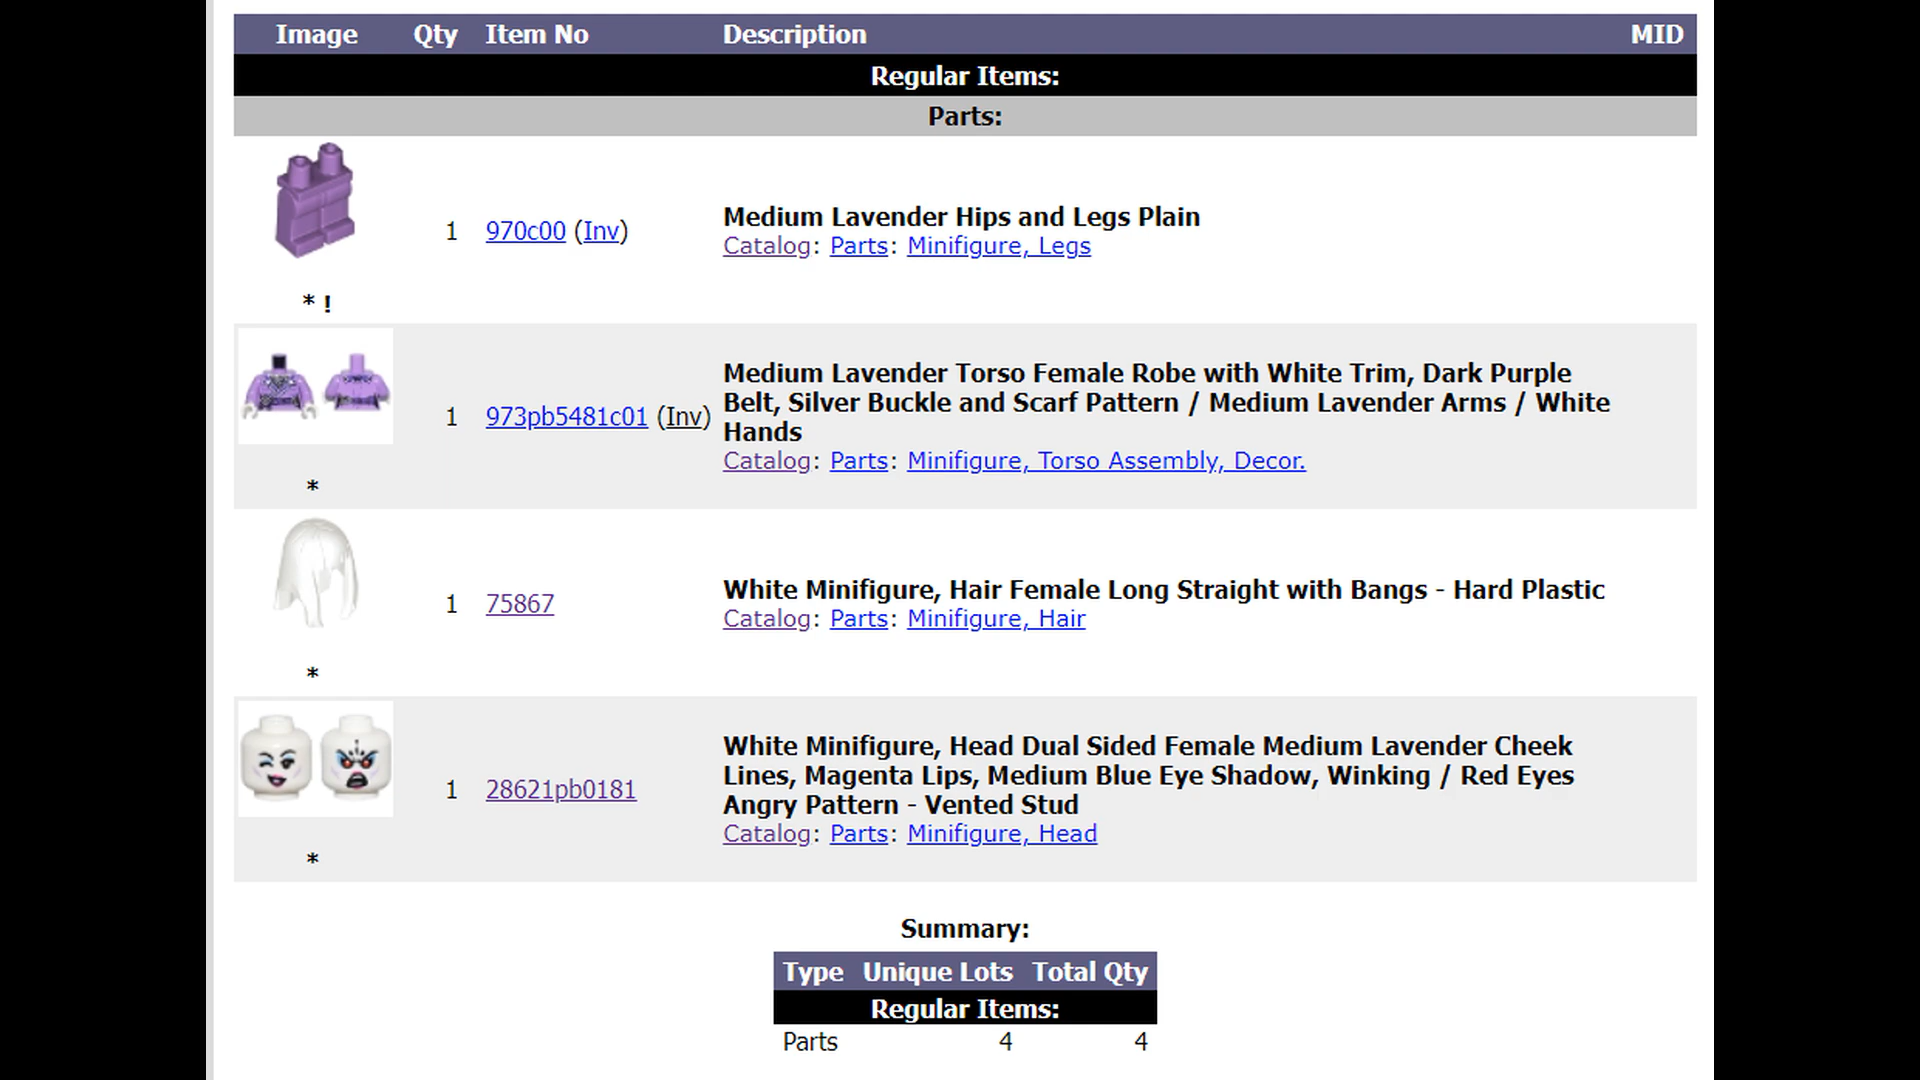 Image Qty Item No Description MID
Regular Items:
Parts:
1 970c00 (Inv) Medium Lavender Hips and Legs Plain
Catalog: Parts: Minifigure, Legs
* !
Medium Lavender Torso Female Robe with White Trim, Dark Purple
1 973pb5481c01 (Inv) Belt, Silver Buckle and Scarf Pattern / Medium Lavender Arms / White
Hands
Catalog: Parts: Minifigure, Torso Assembly, Decor.
*
1 75867 White Minifigure, Hair Female Long Straight with Bangs - Hard Plastic
Catalog: Parts: Minifigure, Hair
*
White Minifigure, Head Dual Sided Female Medium Lavender Cheek
1 28621pb0181 Lines, Magenta Lips, Medium Blue Eye Shadow, Winking / Red Eyes
Angry Pattern - Vented Stud
Catalog: Parts: Minifigure, Head
*
Summary:
Type Unique Lots Total Qty
Regular Items:
Parts 4 4